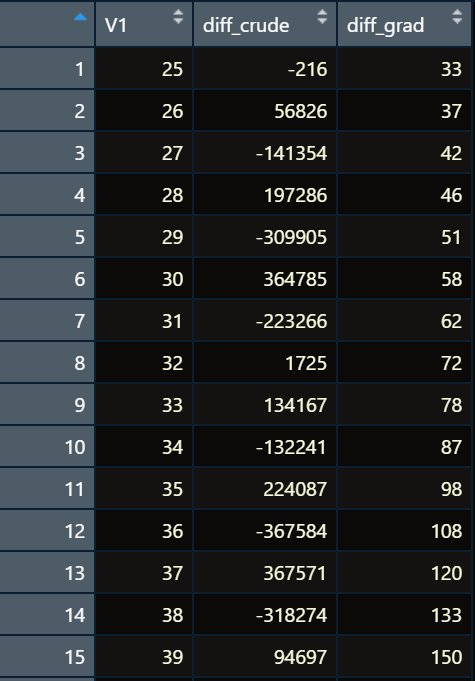 V1 diff_crude diff_grad
1 25 -216 33
2 26 56826 37
3 27 -141354 42
4 28 197286 46
5 29 -309905 51
6 30 364785 58
7 31 -223266 62
8 32 1725 72
9 33 134167 78
10 34 -132241 87
11 35 224087 98
12 36 -367584 108
13 37 367571 120
14 38 -318274 133
15 39 94697 150